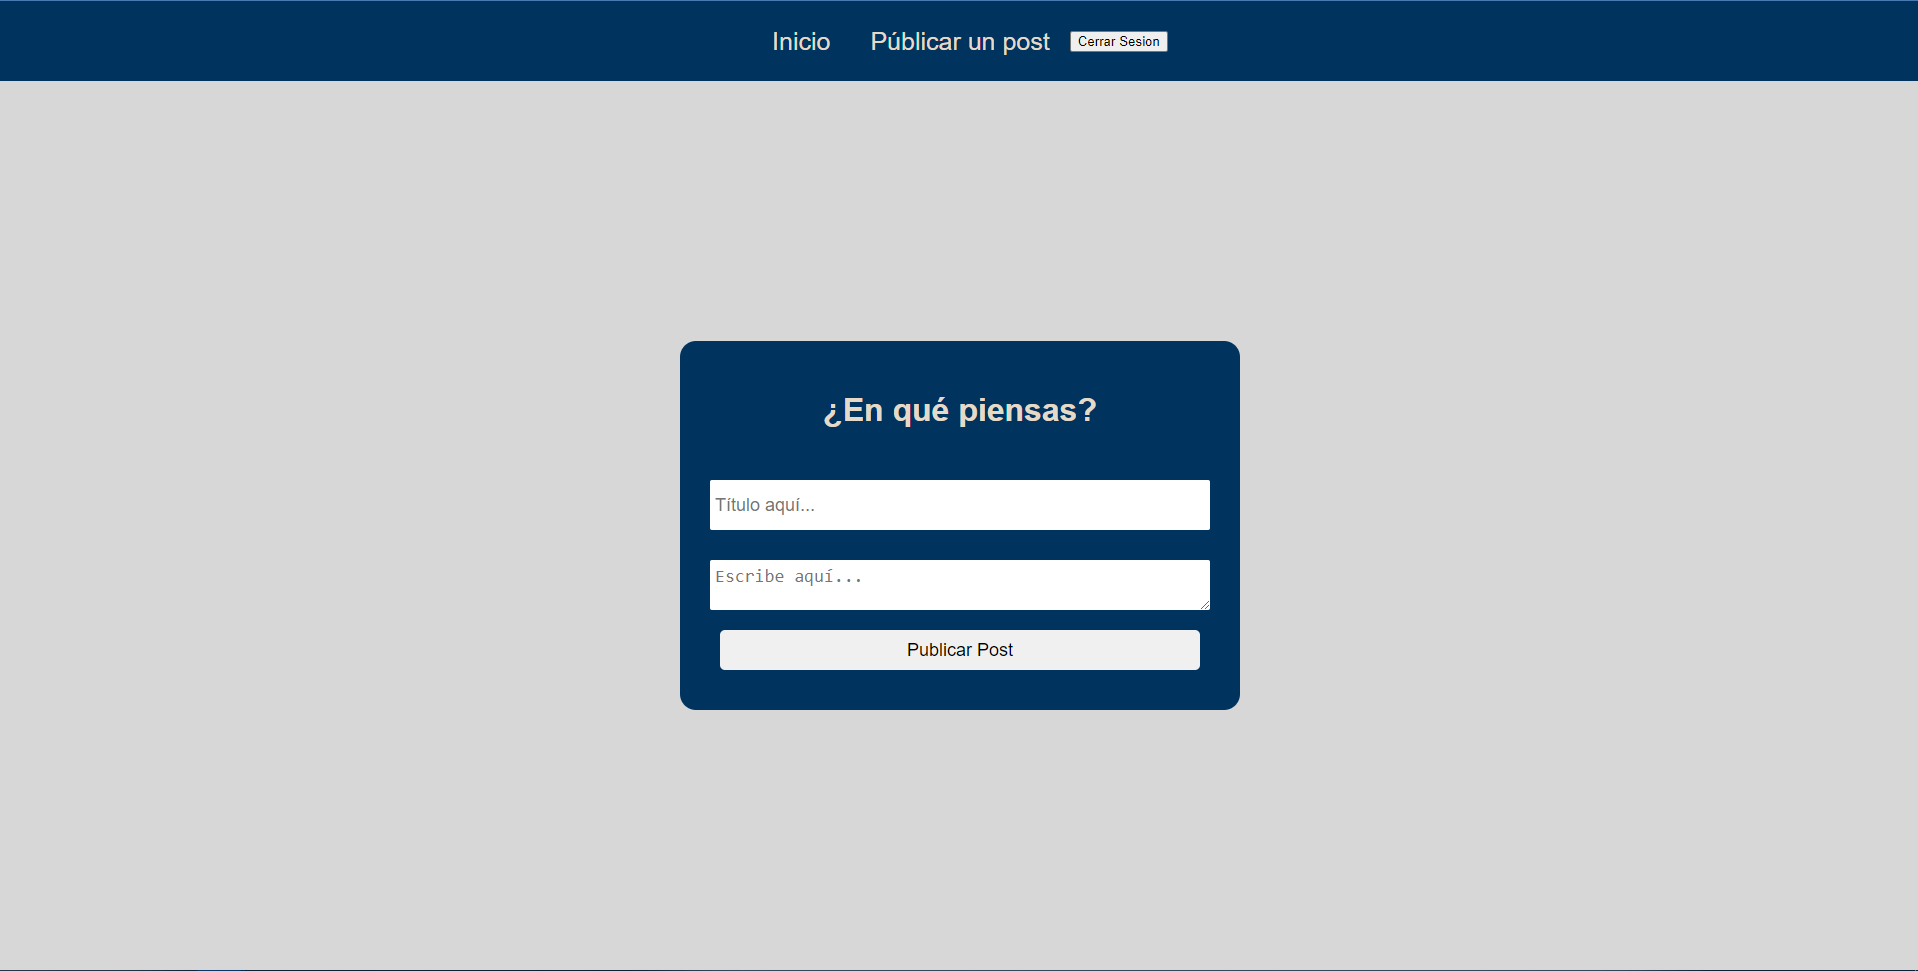 Inicio Públicar un post Cerrar Sesion
¿En qué piensas?
Título aquí...
Escribe aquí...
Publicar Post